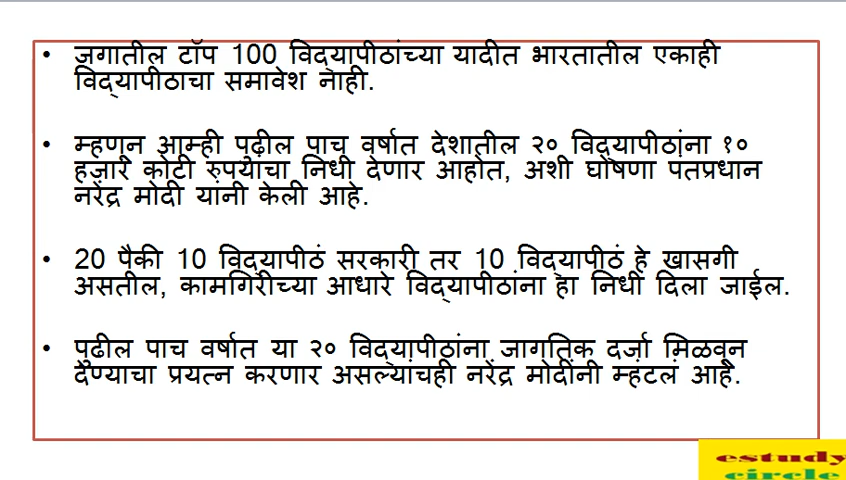 • जगातील टॉप 100 विद्यापीठांच्या यादीत भारतातील एकाही
विद्यापीठाचा समावेश नाही.
• म्हणून आम्ही पुढील पाच वर्षात देशातील २० विद्यापीठांना १०
हजार कोटी रुपयांचा निधी देणार आहोत, अशी घोषणा पतप्रधान
नरेंद्र मोदी यांनी केली आहे.
• 20 पैकी 10 विद्यापीठं सरकारी तर 10 विद्यापीठं हे खासगी
असतील, कामगिरीच्या आधारे विद्यापीठांना हा निधी दिला जाईल.
• पुढील पाच वर्षात या २० विद्यापीठांना जागतिक दर्जा मिळवून
देण्याचा प्रयत्न करणार असल्याचंही नरेंद्र मोदींनी म्हटलं आहे.
estudy
circle